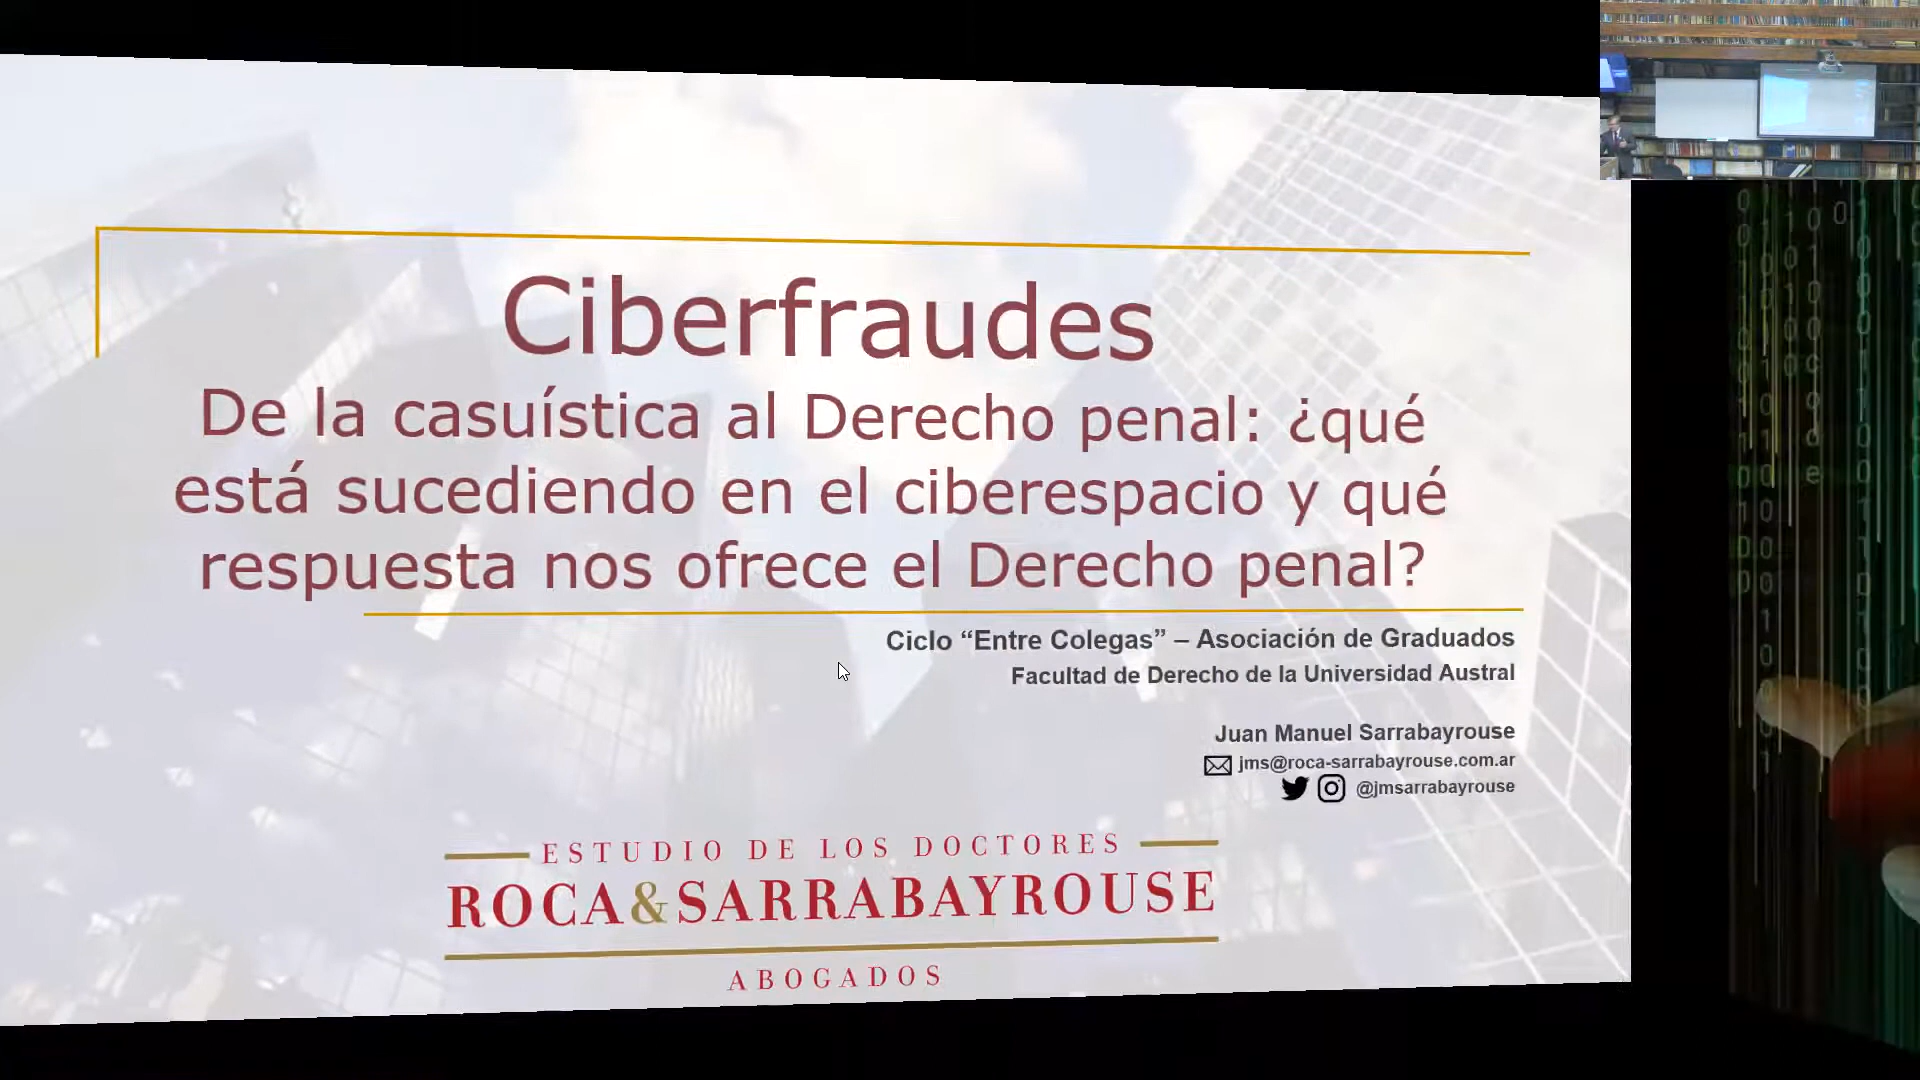 Ciberfraudes
De la casuística al Derecho penal: ¿qué
está sucediendo en el ciberespacio y qué
respuesta nos ofrece el Derecho penal?
Ciclo “Entre Colegas” – Asociación de Graduados
Facultad de Derecho de la Universidad Austral
Juan Manuel Sarrabayrouse
jms@roca-sarrabayrouse.com.ar
@jmsarrabayrouse
ESTUDIO DE LOS DOCTORES
ROCA&SARRABAYROUSE
ABOGADOS